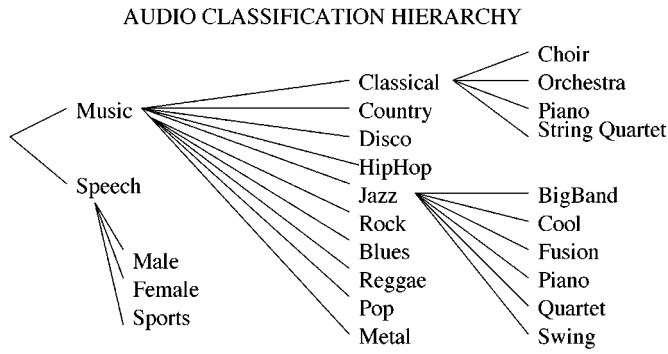 AUDIO CLASSIFICATION HIERARCHY
Music
Speech
Male
Female
Sports
Classical
Country
Disco
HipHop
Jazz
Rock
Blues
Reggae
Pop
Metal
Choir
Orchestra
Piano
String Quartet
BigBand
Cool
Fusion
Piano
Quartet
Swing